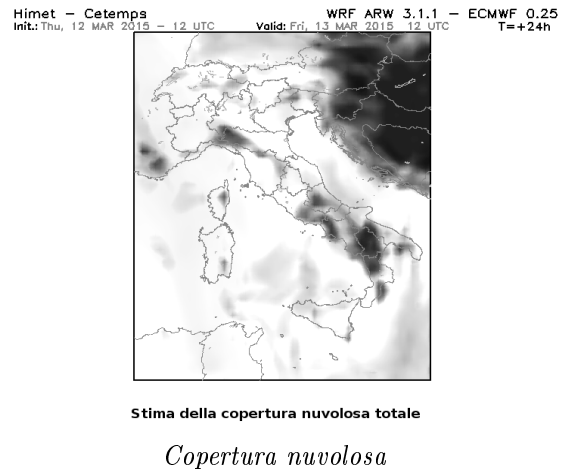 Himet – Cetemps WRF ARW 3.1.1 – ECMWF 0.25
Init.: Thu, 12 MAR 2015 – 12 UTC Valid: Fri, 13 MAR 2015 12 UTC T=+24h
Stima della copertura nuvolosa totale
Copertura nuvolosa